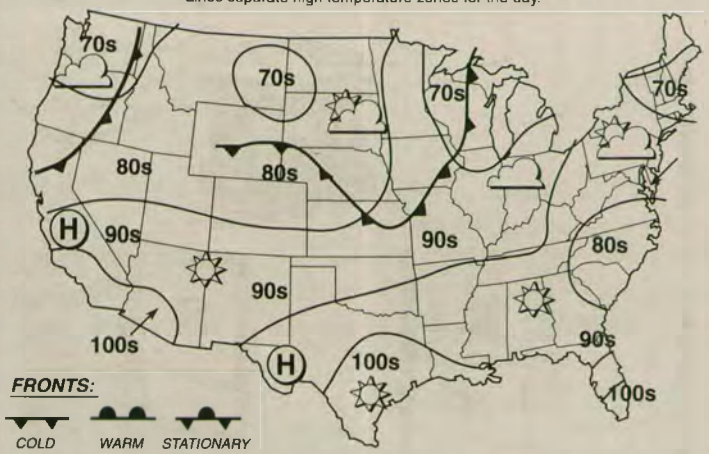 Lines separate high temperature zones for the day.
70s
70s
70s
70s
80s
80s
H
90s
90s
80s
90s
100s
H
100s
90s
100s
FRONTS:
COLD WARM STATIONARY